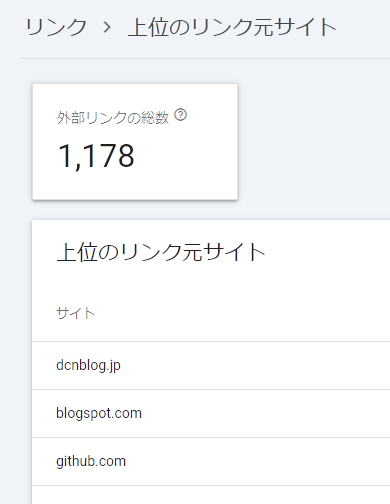 リンク > 上位のリンク元サイト
外部リンクの総数 ?
1,178
上位のリンク元サイト
サイト
dcnblog.jp
blogspot.com
github.com